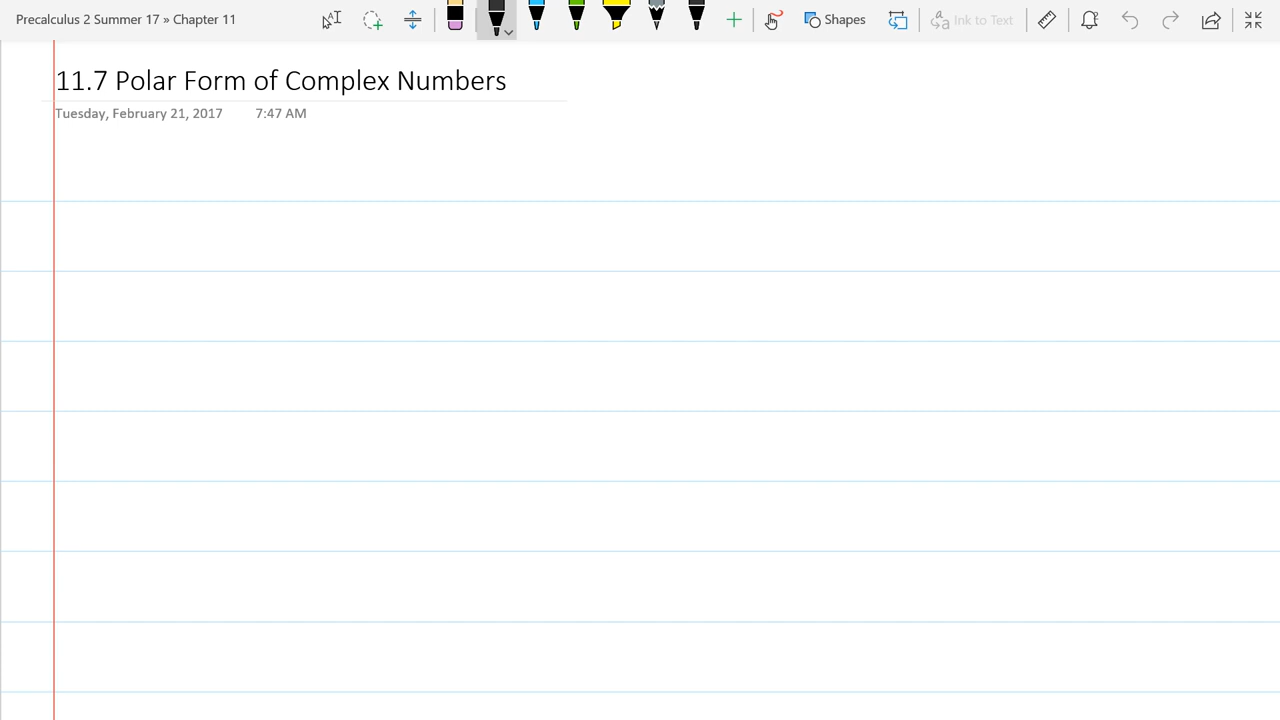 Precalculus 2 Summer 17 » Chapter 11
Shapes
Ink to Text
11.7 Polar Form of Complex Numbers
Tuesday, February 21, 2017 7:47 AM